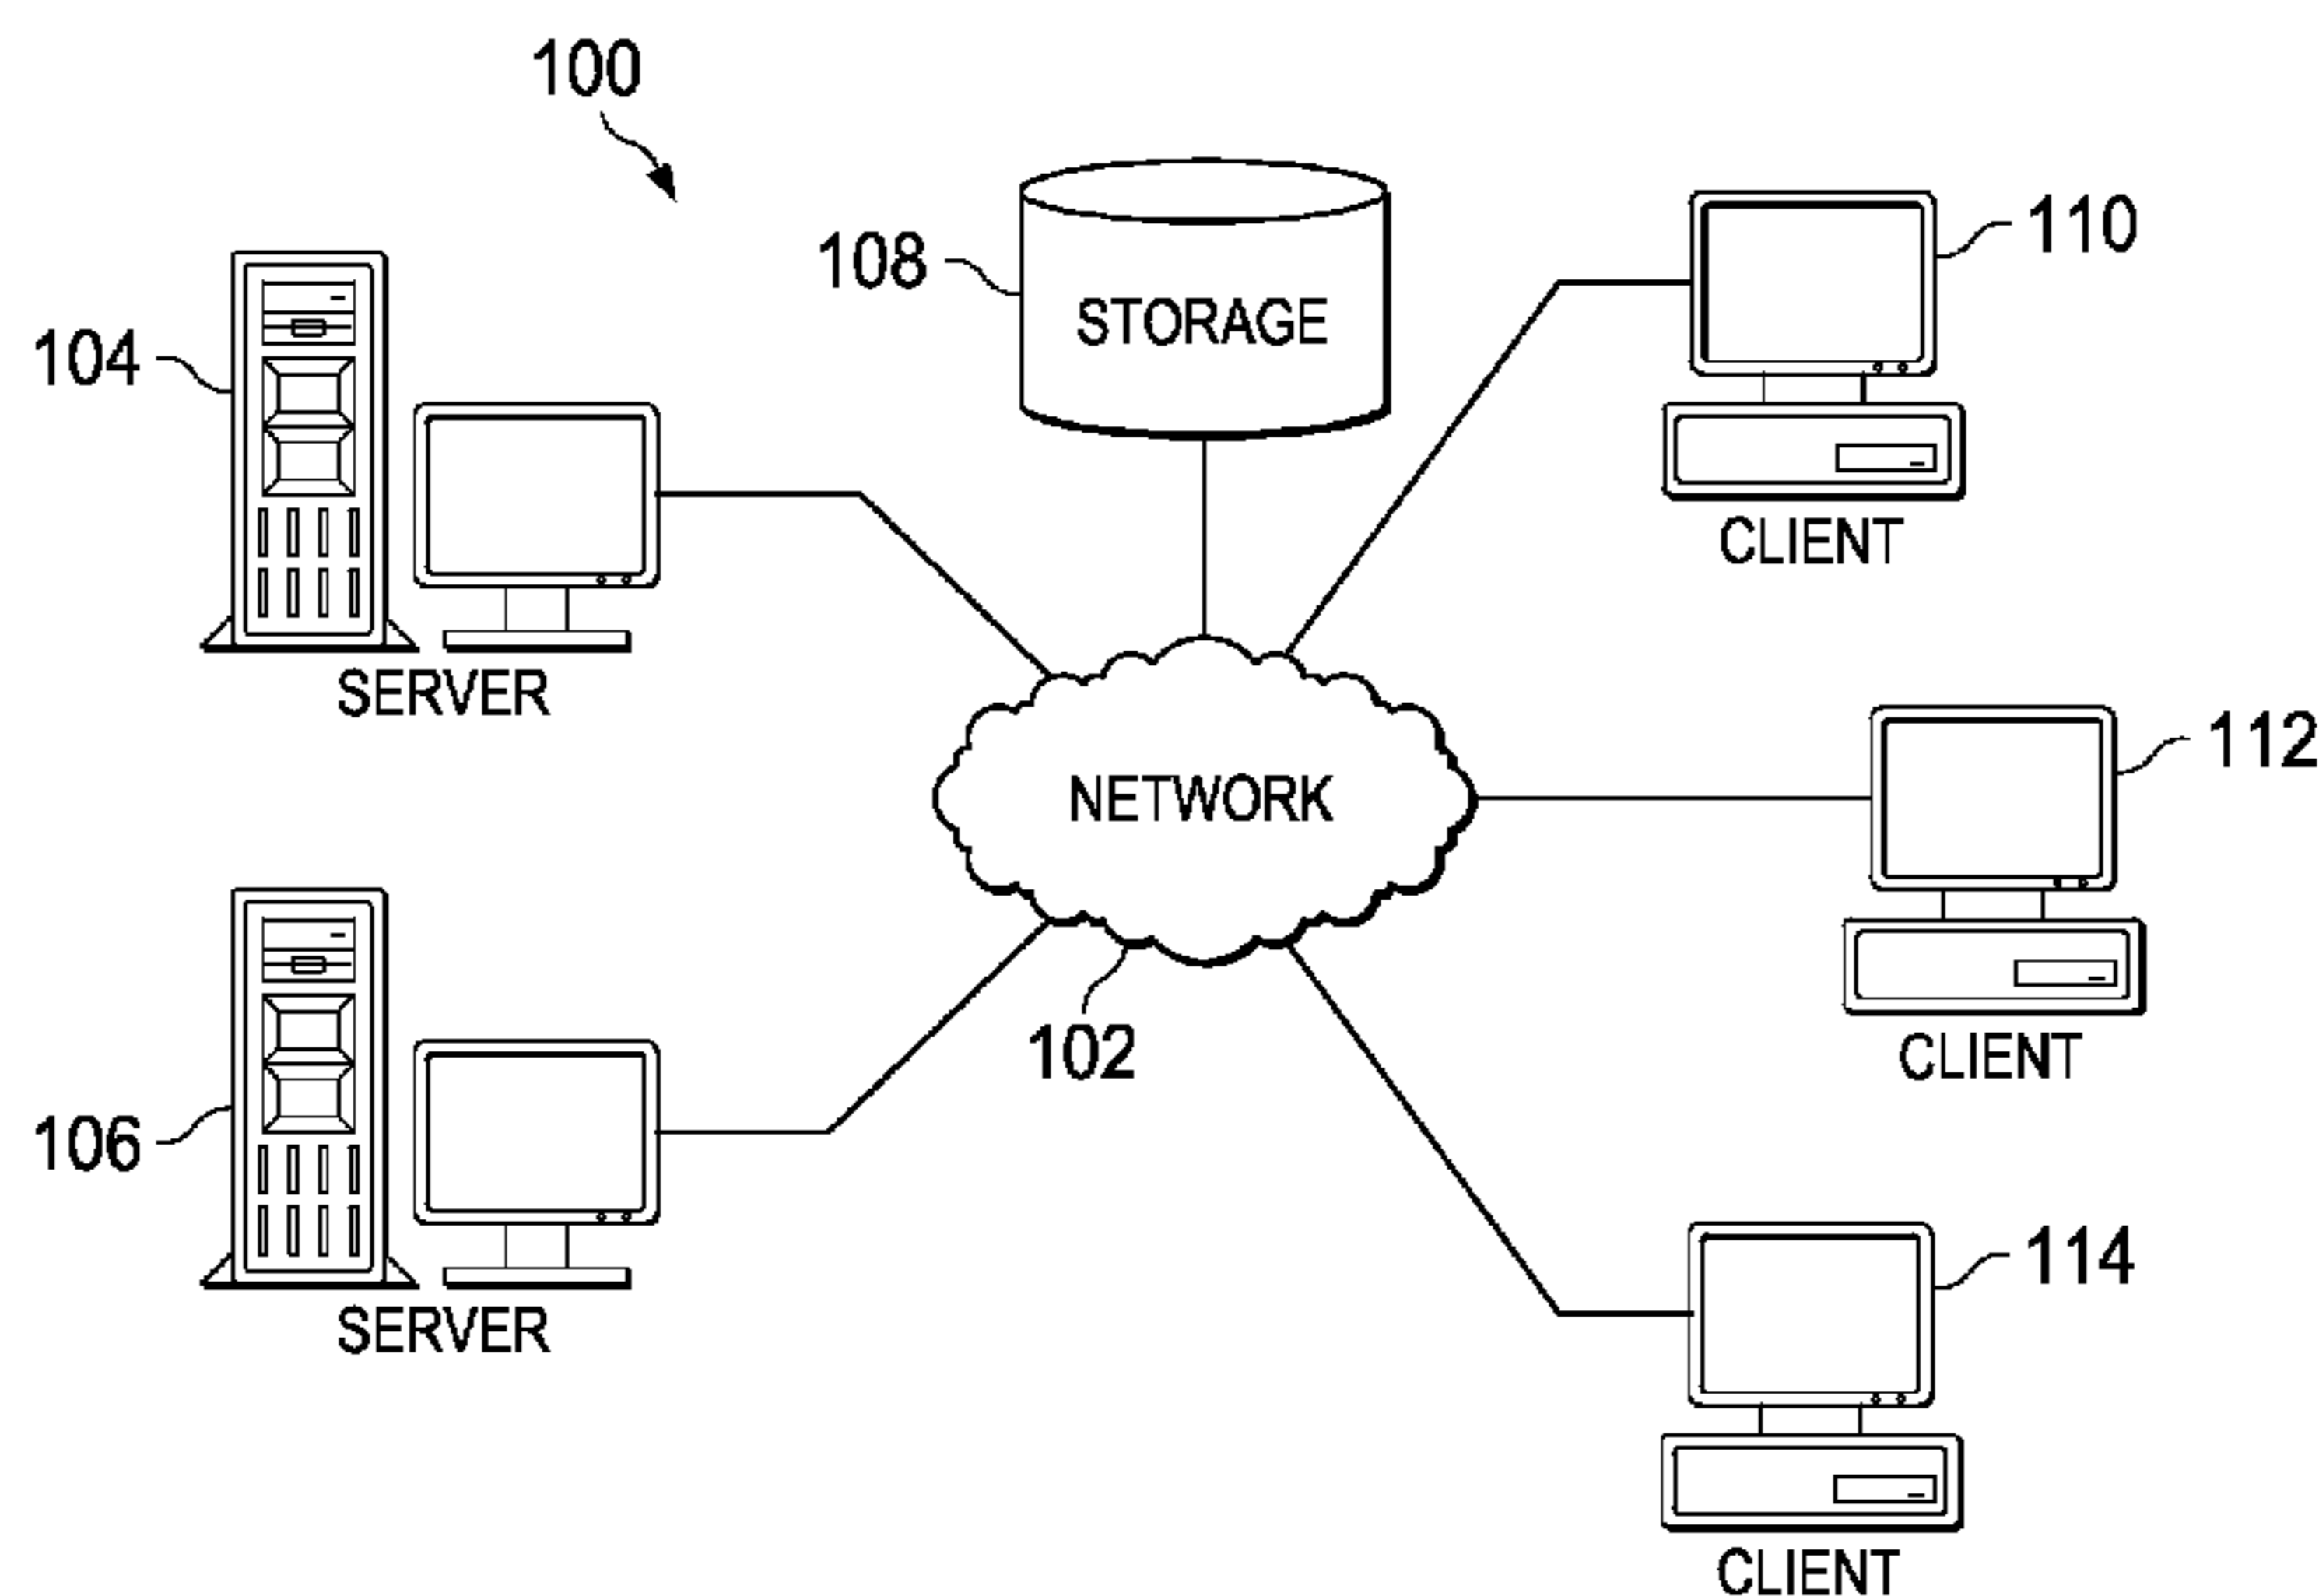 100
108
STORAGE
110
104
CLIENT
SERVER
112
NETWORK
102
CLIENT
106
114
SERVER
CLIENT